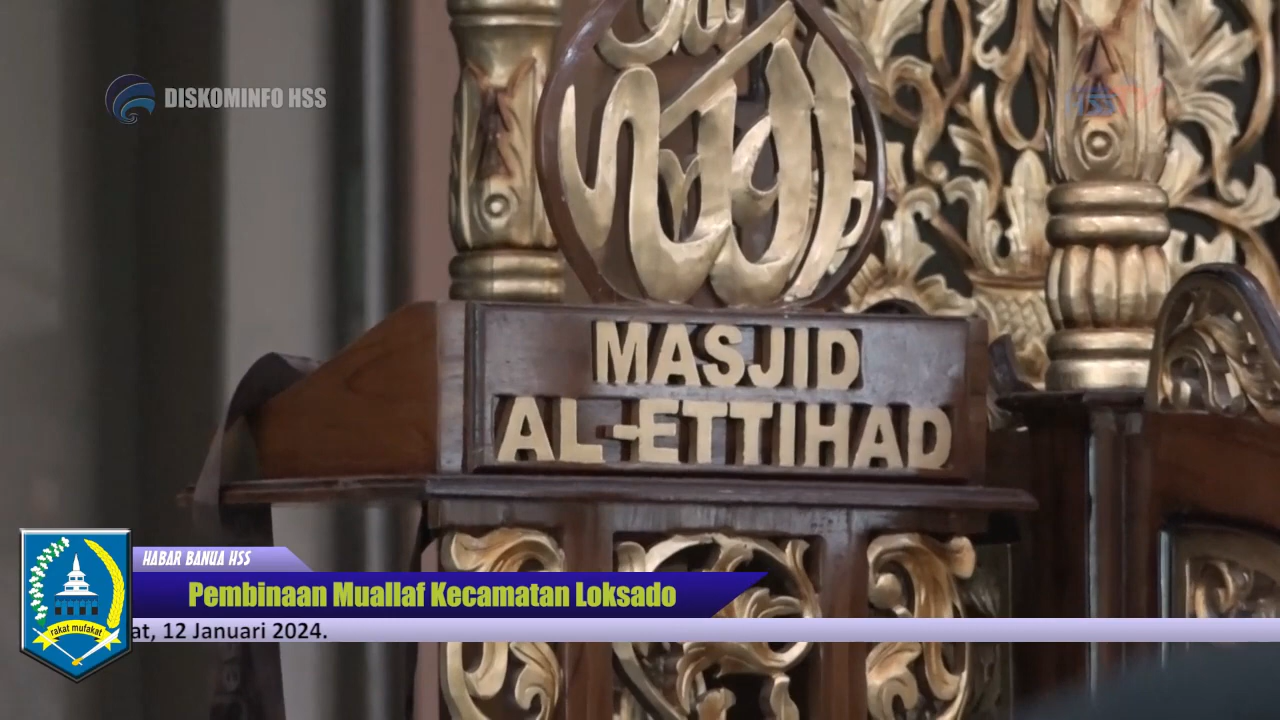 DISKOMINFO HSS
الله
MASJID
AL-ETTIHAD
HABAR BANUA HSS
Pembinaan Muallaf Kecamatan Loksado
at, 12 Januari 2024.
rakat mufakat